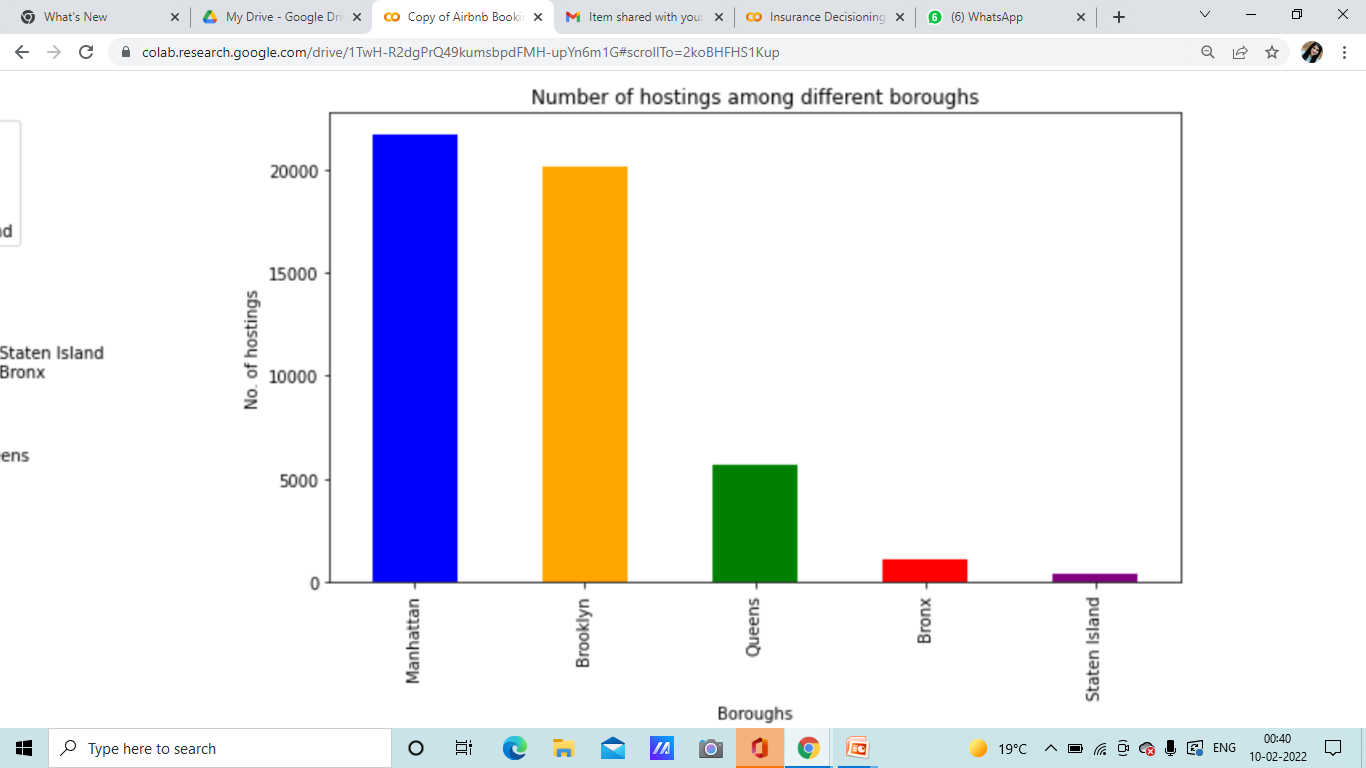 What's New
My Drive - Google Dri
Copy of Airbnb Booki
Item shared with you:
Insurance Decisioning
6
(6) WhatsApp
colab.research.google.com/drive/1TwH-R2dgPrQ49kumsbpdFMH-upYn6m1G#scrollTo=2koBHFHS1Kup
Number of hostings among different boroughs
20000
15000
10000
5000
0
No. of hostings
nd
Staten Island
Bronx
eens
Manhattan
Brooklyn
Queens
Bronx
Staten Island
Boroughs
Type here to search
19°C
ENG
00:40
10-02-2022